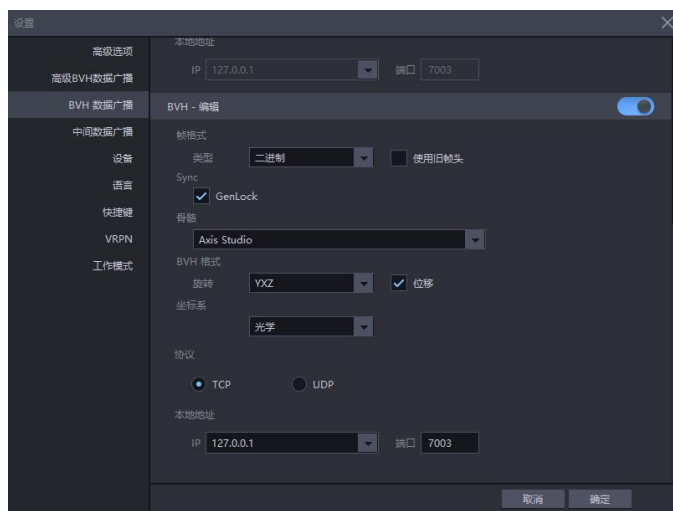 设置
高级选项
高级BVH数据广播
BVH 数据广播
中间数据广播
设备
语言
快捷键
VRPN
工作模式
本地地址
IP 127.0.0.1 端口 7003
BVH - 编辑
帧格式
类型 二进制 使用旧帧头
Sync
GenLock
骨骼
Axis Studio
BVH 格式
旋转 YXZ 位移
坐标系
光学
协议
TCP UDP
本地地址
IP 127.0.0.1 端口 7003
取消 确定